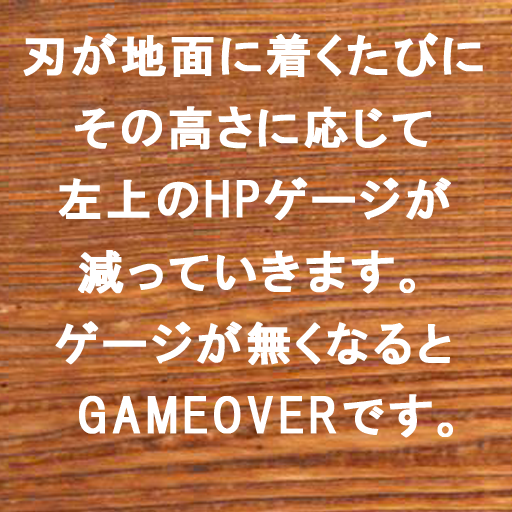 刃が地面に着くたびに
その高さに応じて
左上のHPゲージが
減っていきます。
ゲージが無くなると
GAMEOVERです。